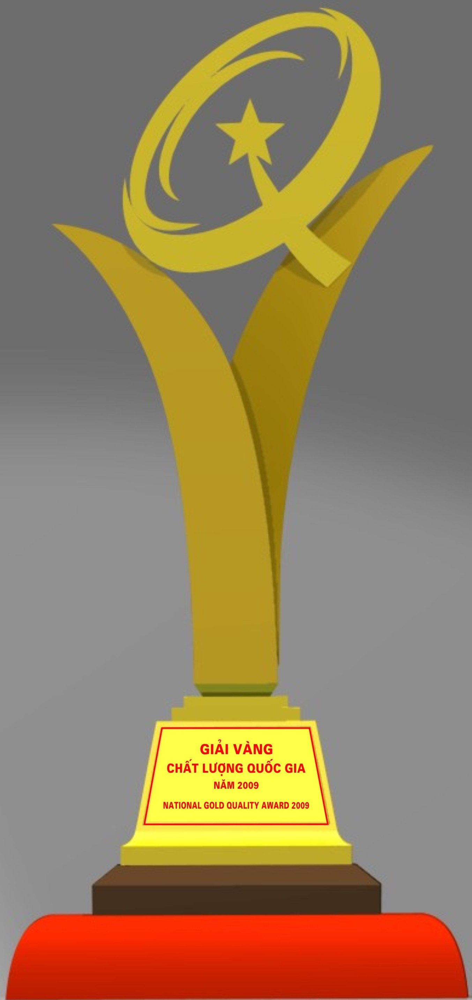 GIẢI VÀNG
CHẤT LƯỢNG QUỐC GIA
NĂM 2009
NATIONAL GOLD QUALITY AWARD 2009